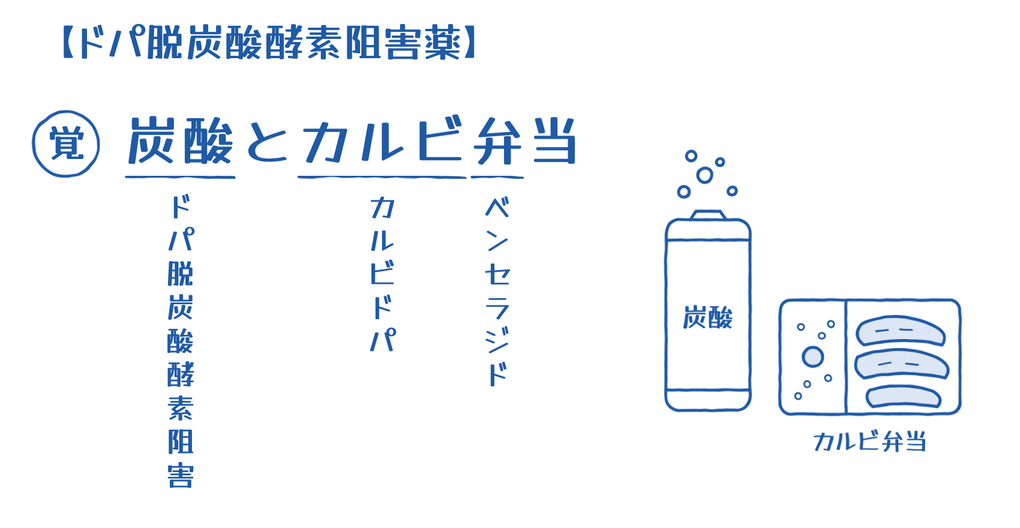 【ドパ脱炭酸酵素阻害薬】
覚 炭酸とカルビ弁当
ドパ脱炭酸酵素阻害
カルビドパ
ベンセラジド
炭酸
カルビ弁当